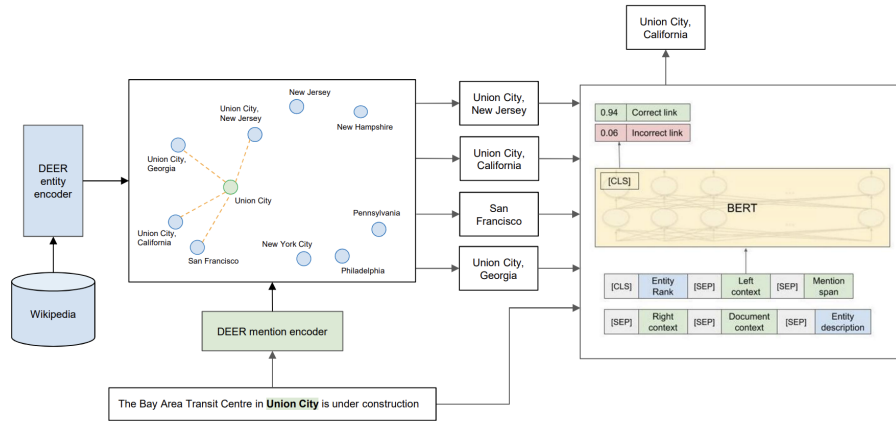 Union City,
California
DEER
entity
encoder
Wikipedia
New Jersey
Union City,
New Jersey
New Hampshire
Union City,
Georgia
Union City
Union City,
California
San Francisco
Pennsylvania
New York City
Philadelphia
DEER mention encoder
The Bay Area Transit Centre in Union City is under construction
Union City,
New Jersey
Union City,
California
San
Francisco
Union City,
Georgia
0.94 Correct link
0.06 Incorrect link
[CLS]
BERT
[CLS] Entity Rank [SEP] Left context [SEP] Mention span
[SEP] Right context [SEP] Document context [SEP] Entity description